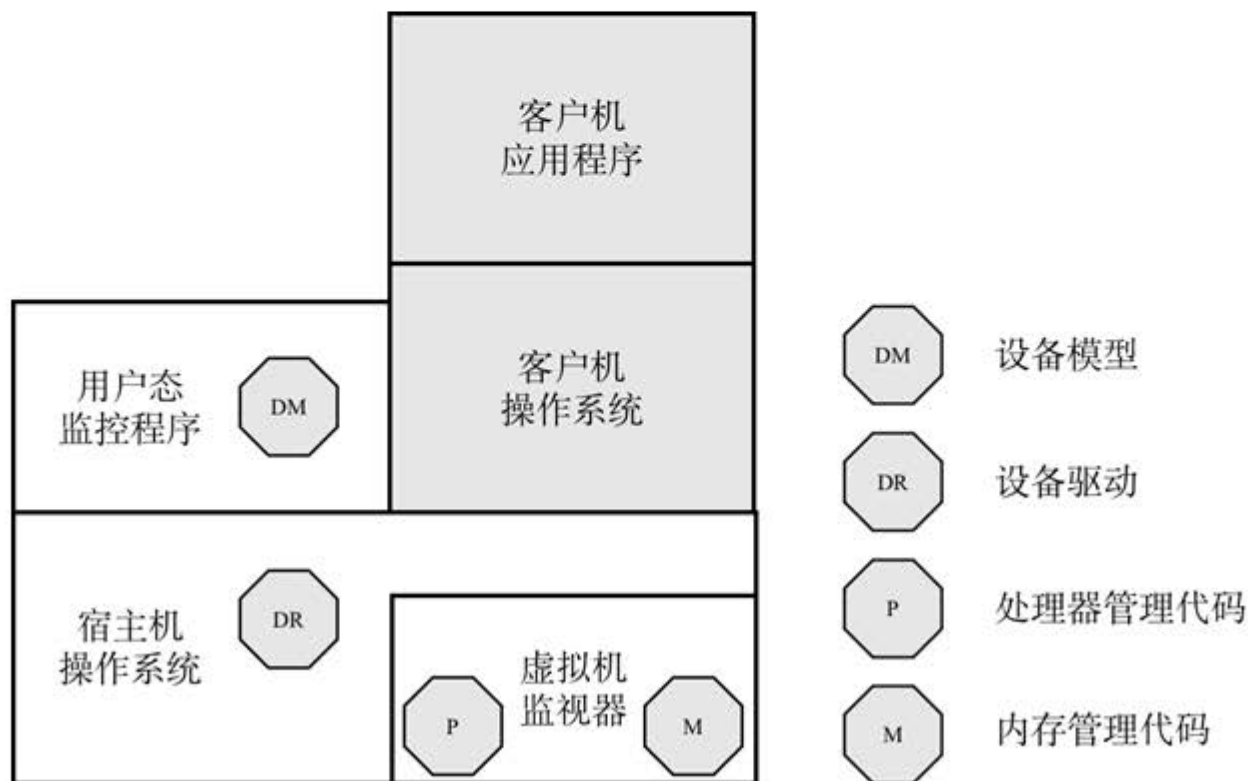 客户机
应用程序
用户态
监控程序
DM
客户机
操作系统
宿主机
操作系统
DR
虚拟机
监视器
P
M
DM
设备模型
DR
设备驱动
P
处理器管理代码
M
内存管理代码